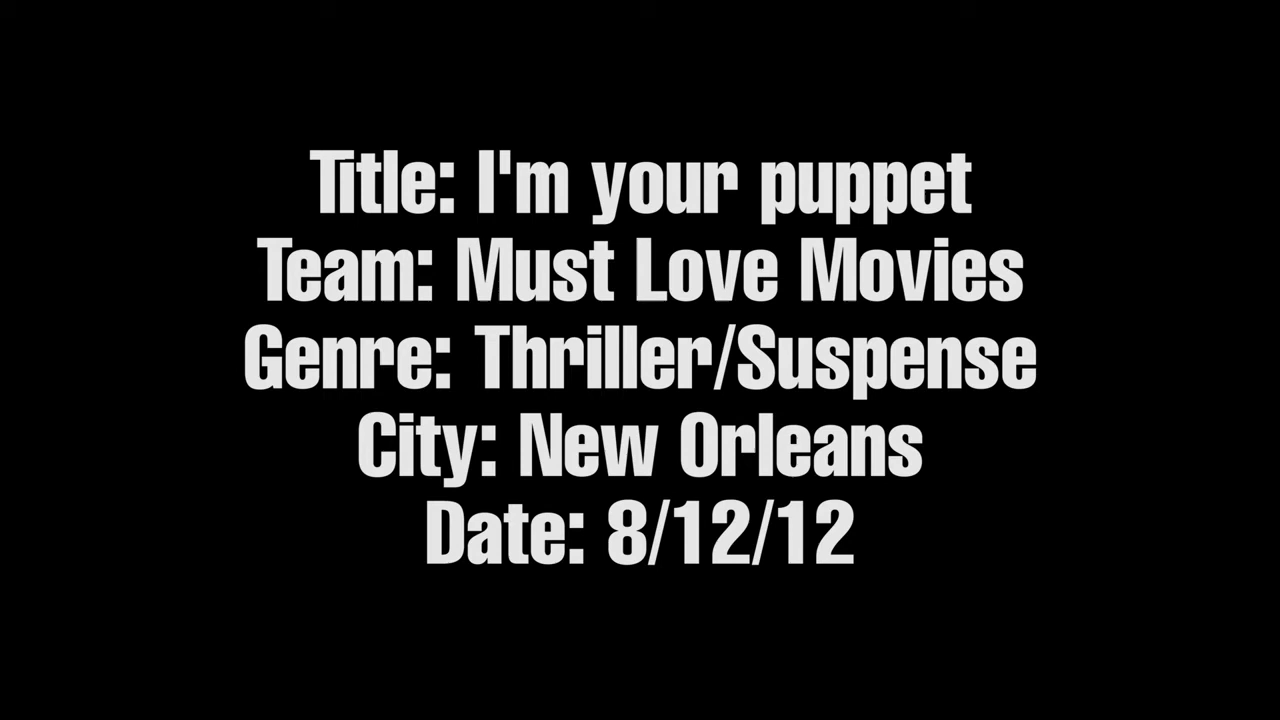 Title: I'm your puppet
Team: Must Love Movies
Genre: Thriller/Suspense
City: New Orleans
Date: 8/12/12